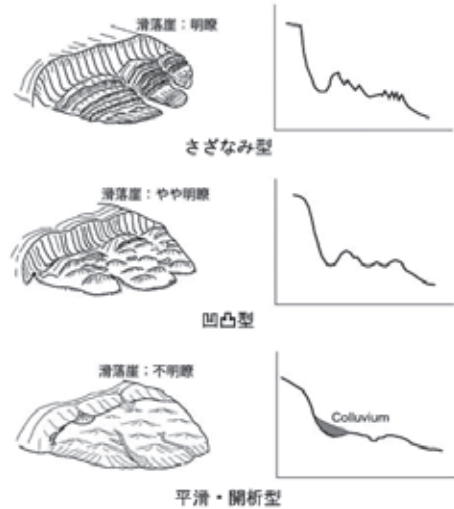 滑落崖：明瞭
さざなみ型
滑落崖：やや明瞭
凹凸型
滑落崖：不明瞭
Colluvium
平滑・開析型